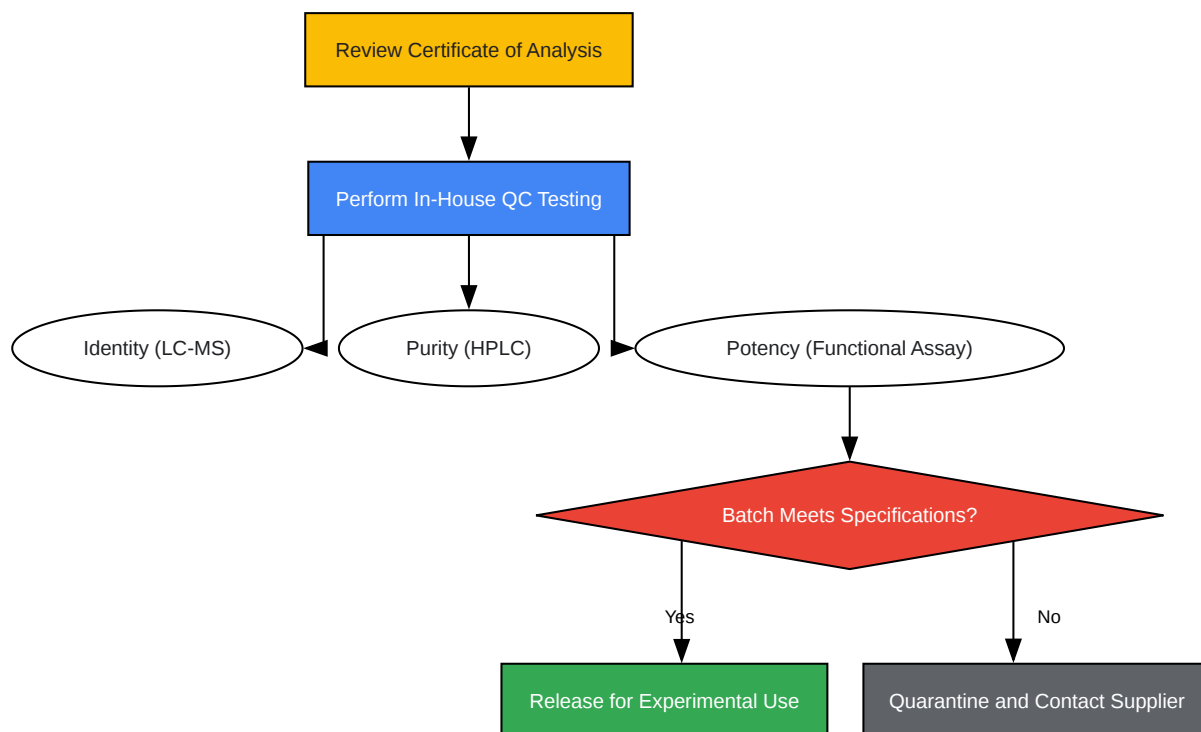 Review Certificate of Analysis
Perform In-House QC Testing
Identity (LC-MS)
Purity (HPLC)
Potency (Functional Assay)
Batch Meets Specifications?
Yes
No
Release for Experimental Use
Quarantine and Contact Supplier